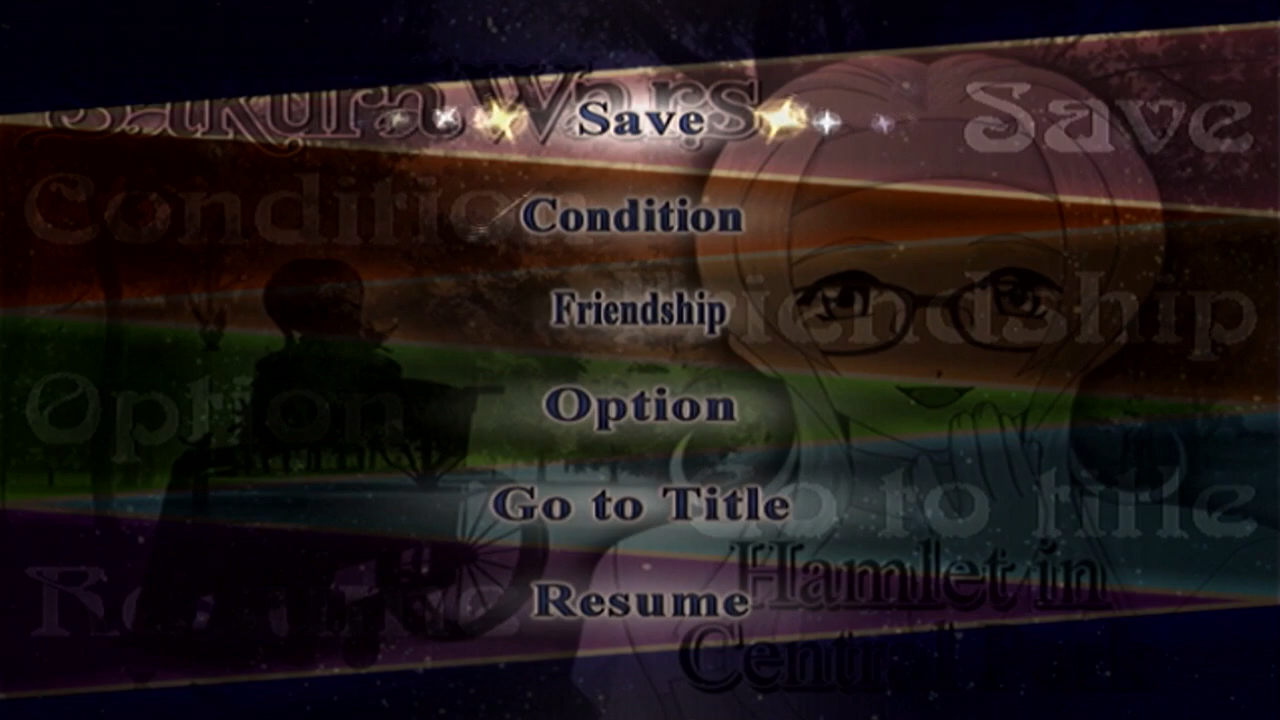 Sakura Wars
Save
Save
Condition
Condition
Friendship
Friendship
Option
Option
Go to Title
Go to title
Resume
Resume
Hamlet in
Central Park